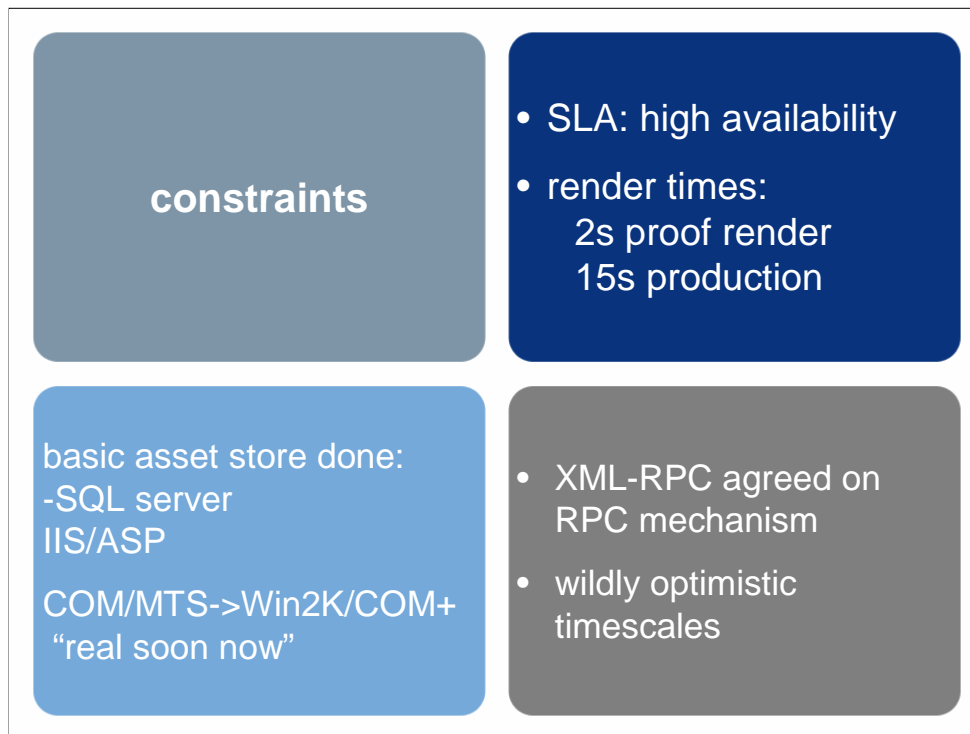 constraints
• SLA: high availability
• render times:
2s proof render
15s production
basic asset store done:
-SQL server
IIS/ASP
COM/MTS->Win2K/COM+
“real soon now”
• XML-RPC agreed on
RPC mechanism
• wildly optimistic
timescales